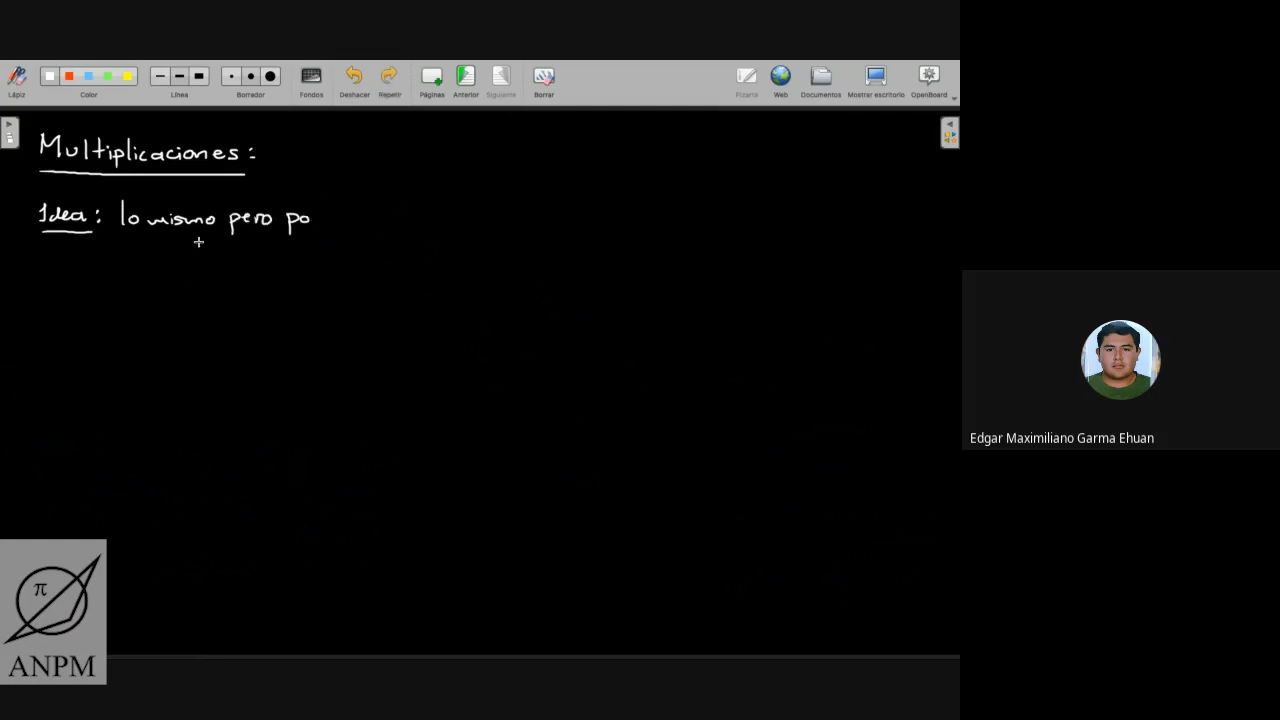 Lápiz
Color
Línea
Borrador
Fondos
Deshacer
Repetir
Páginas
Anterior
Siguiente
Borrar
Pizarra
Web
Documentos
Mostrar escritorio
OpenBoard
Multiplicaciones:
Idea: lo mismo pero po
Edgar Maximiliano Garma Ehuan
π
ANPM